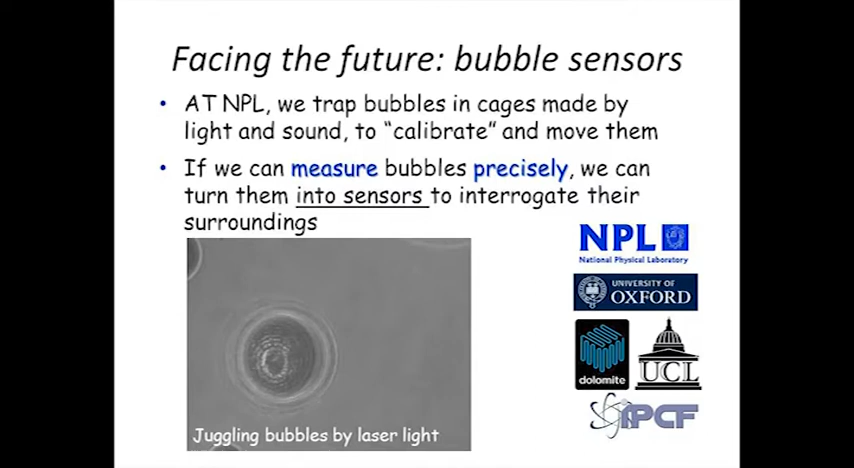 Facing the future: bubble sensors
• AT NPL, we trap bubbles in cages made by
light and sound, to “calibrate” and move them
• If we can measure bubbles precisely, we can
turn them into sensors to interrogate their
surroundings
NPL
National Physical Laboratory
UNIVERSITY OF
OXFORD
dolomite
UCL
Juggling bubbles by laser light